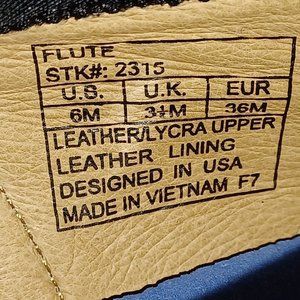 FLUTE
STK#: 2315
U.S. U.K. EUR
6M 3½M 36M
LEATHER/LYCRA UPPER
LEATHER LINING
DESIGNED IN USA
MADE IN VIETNAM F7